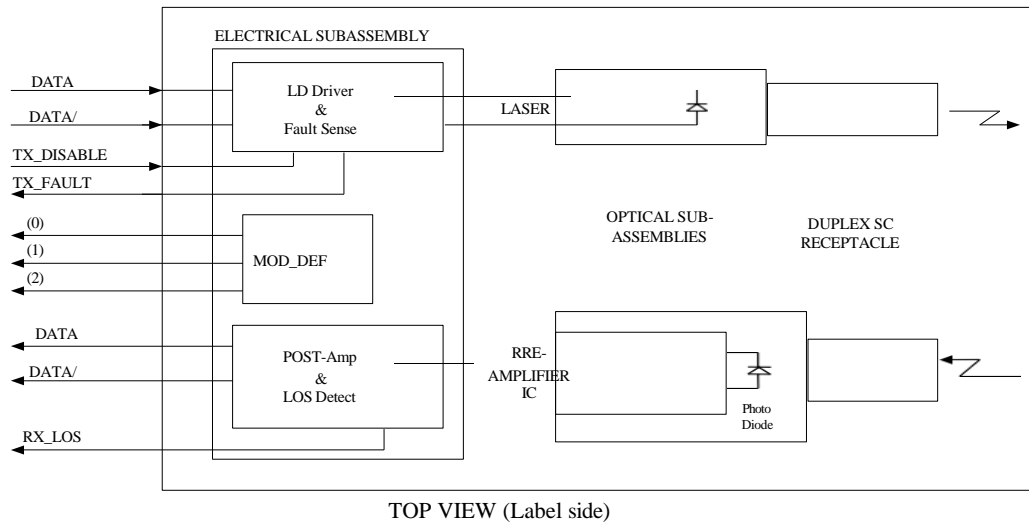 ELECTRICAL SUBASSEMBLY
DATA
DATA/
TX_DISABLE
TX_FAULT
LD Driver
&
Fault Sense
LASER
(0)
(1)
(2)
MOD_DEF
OPTICAL SUB-
ASSEMBLIES
DUPLEX SC
RECEPTACLE
DATA
DATA/
RX_LOS
POST-Amp
&
LOS Detect
RRE-
AMPLIFIER
IC
Photo
Diode
TOP VIEW (Label side)